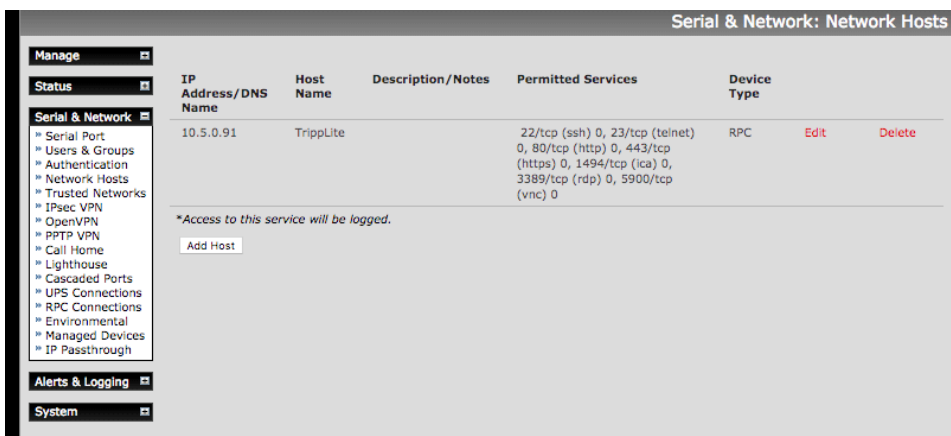 Serial & Network: Network Hosts
Manage
Status
Serial & Network
» Serial Port
» Users & Groups
» Authentication
» Network Hosts
» Trusted Networks
» IPsec VPN
» OpenVPN
» PPTP VPN
» Call Home
» Lighthouse
» Cascaded Ports
» UPS Connections
» RPC Connections
» Environmental
» Managed Devices
» IP Passthrough
Alerts & Logging
System
IP
Address/DNS
Name
Host
Name
Description/Notes
Permitted Services
Device
Type
10.5.0.91
TrippLite
22/tcp (ssh) 0, 23/tcp (telnet)
0, 80/tcp (http) 0, 443/tcp
(https) 0, 1494/tcp (ica) 0,
3389/tcp (rdp) 0, 5900/tcp
(vnc) 0
RPC
Edit
Delete
*Access to this service will be logged.
Add Host